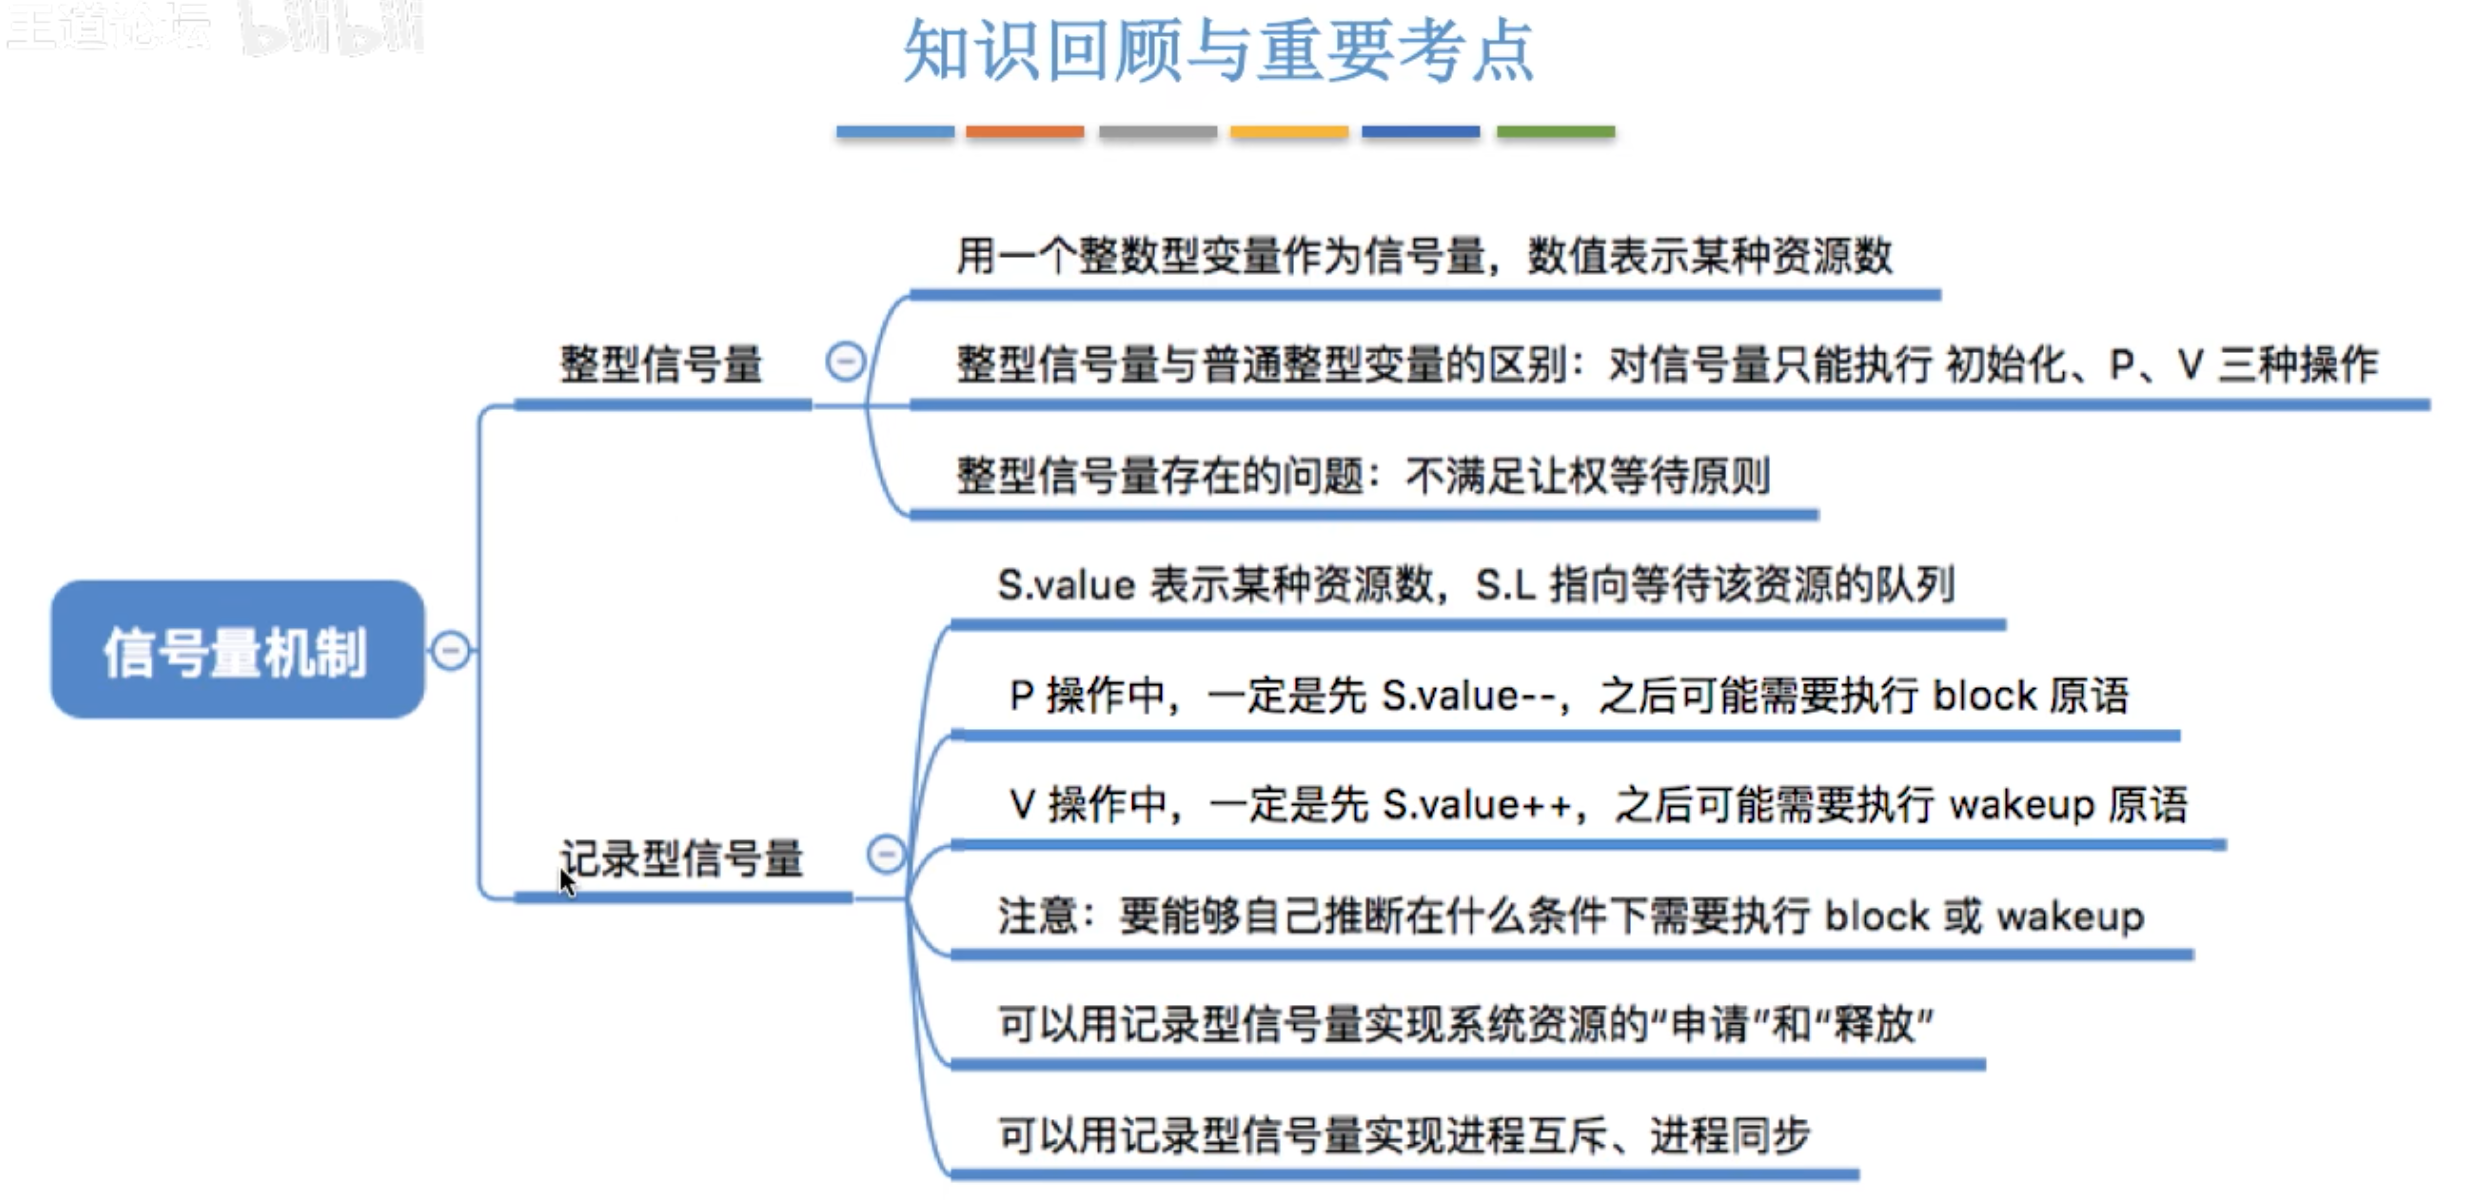 王道论坛 bilibili
知识回顾与重要考点
用一个整数型变量作为信号量，数值表示某种资源数
整型信号量
整型信号量与普通整型变量的区别：对信号量只能执行 初始化、P、V 三种操作
整型信号量存在的问题：不满足让权等待原则
信号量机制
S.value 表示某种资源数，S.L 指向等待该资源的队列
P 操作中，一定是先 S.value--，之后可能需要执行 block 原语
V 操作中，一定是先 S.value++，之后可能需要执行 wakeup 原语
记录型信号量
注意：要能够自己推断在什么条件下需要执行 block 或 wakeup
可以用记录型信号量实现系统资源的“申请”和“释放”
可以用记录型信号量实现进程互斥、进程同步